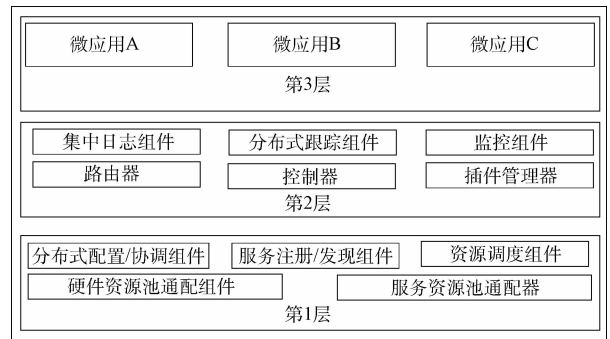 微应用A 微应用B 微应用C
第3层
集中日志组件 分布式跟踪组件 监控组件
路由器 控制器 插件管理器
第2层
分布式配置/协调组件 服务注册/发现组件 资源调度组件
硬件资源池通配组件 服务资源池通配器
第1层